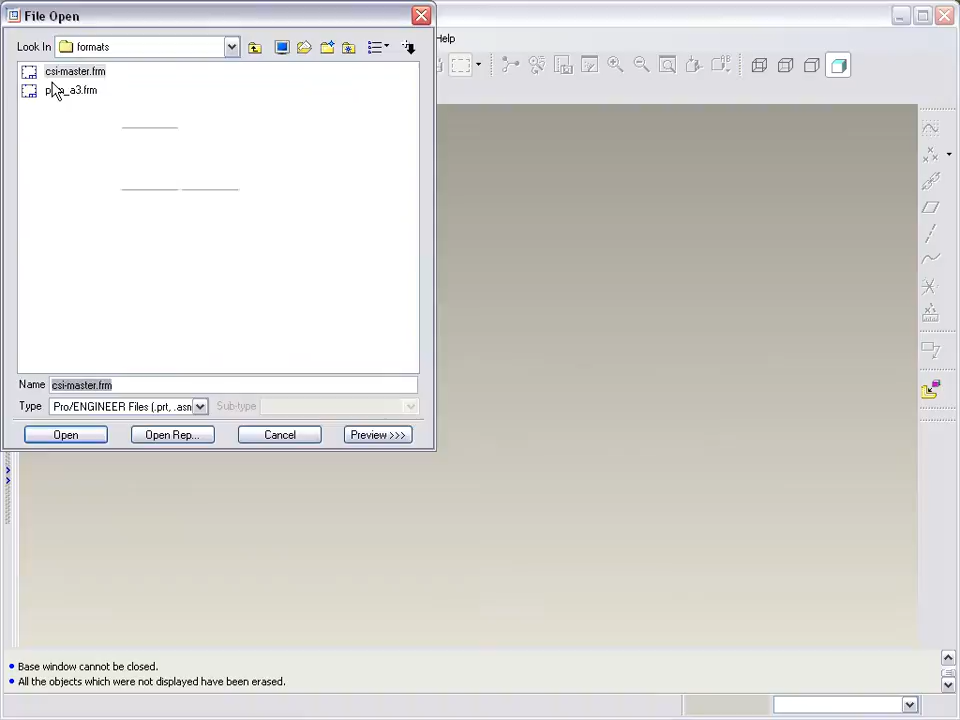 File Open
Help
Look In formats
csi-master.frm
_a3.frm
Name csi-master.frm
Type Pro/ENGINEER Files (.prt, .asn Sub-type
Open Open Rep... Cancel Preview >>>
Base window cannot be closed.
All the objects which were not displayed have been erased.